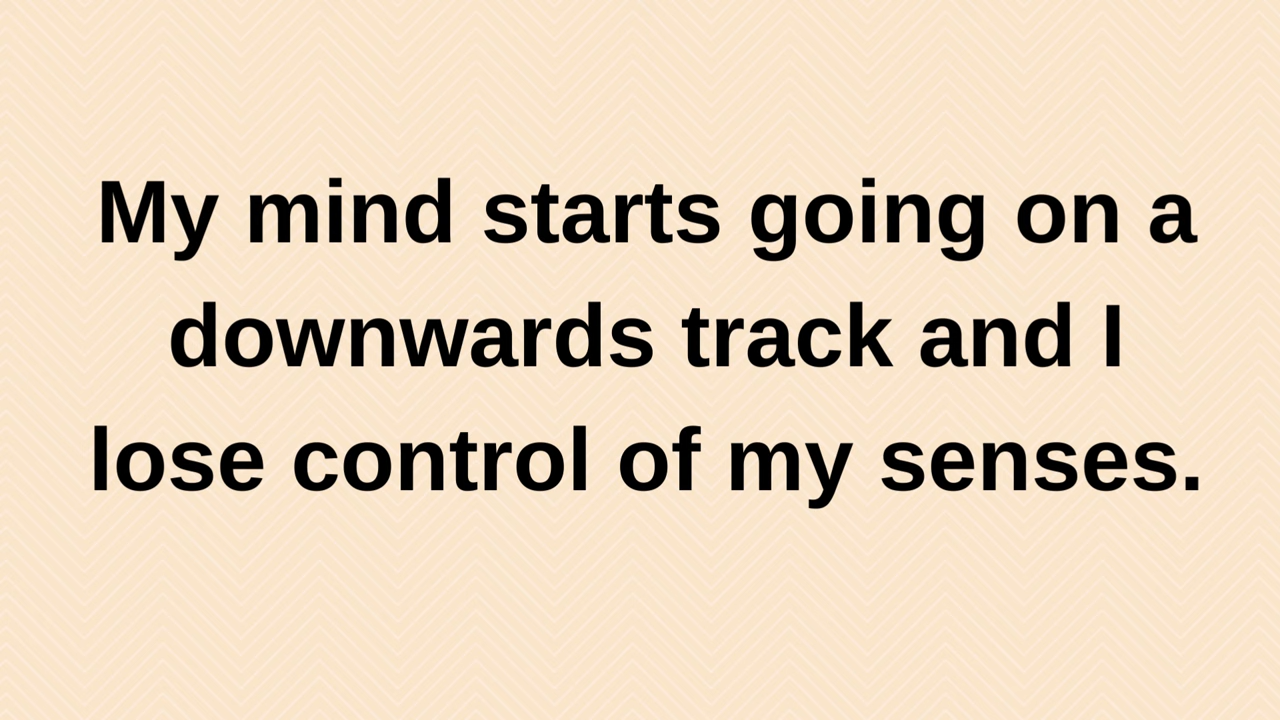 My mind starts going on a
downwards track and I
lose control of my senses.